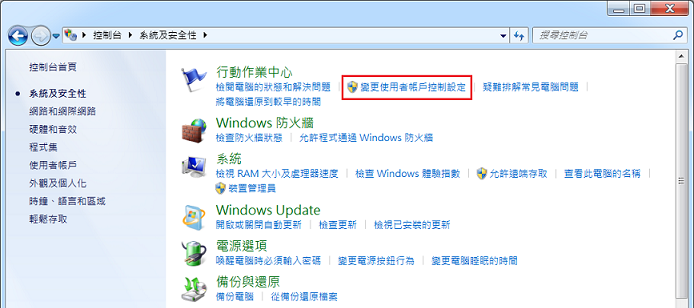 控制台 ▸ 系統及安全性 ▸
搜尋控制台
控制台首頁
系統及安全性
網路和網際網路
硬體和音效
程式集
使用者帳戶
外觀及個人化
時鐘、語言和區域
輕鬆存取
行動作業中心
檢閱電腦的狀態和解決問題 變更使用者帳戶控制設定 疑難排解常見電腦問題
將電腦還原到較早的時間
Windows 防火牆
檢查防火牆狀態 允許程式通過 Windows 防火牆
系統
檢視 RAM 大小及處理器速度 檢查 Windows 體驗指數 允許遠端存取 查看此電腦的名稱
裝置管理員
Windows Update
開啟或關閉自動更新 檢查更新 檢視已安裝的更新
電源選項
喚醒電腦時必須輸入密碼 變更電源按鈕行為 變更電腦睡眠的時間
備份與還原
備份電腦 從備份還原檔案